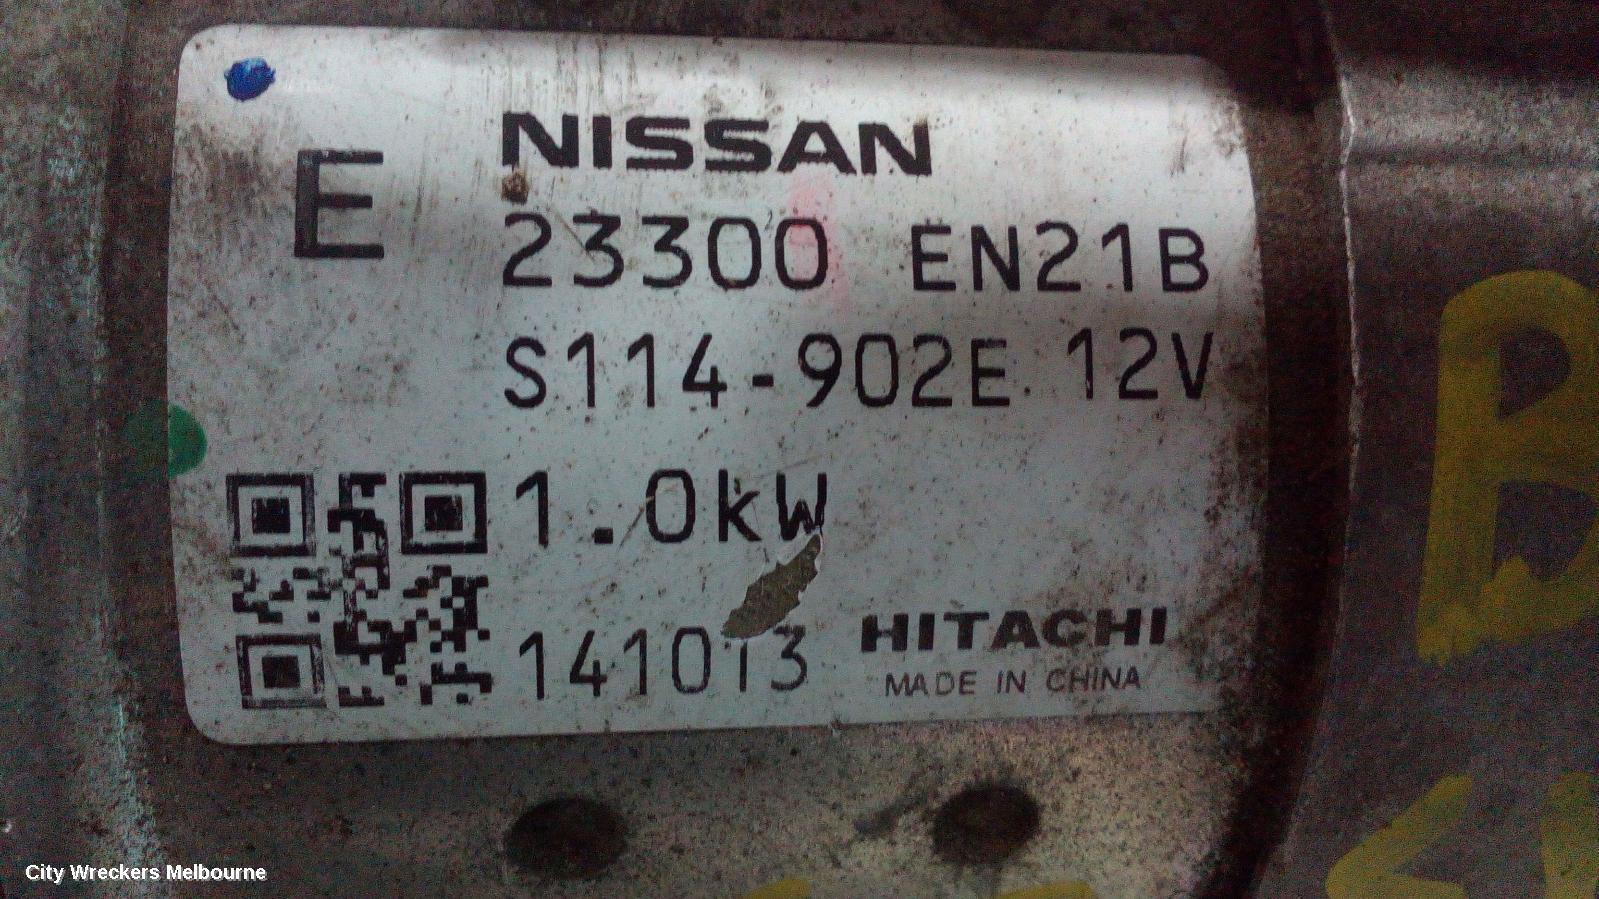 NISSAN
E
23300 EN21B
S114-902E 12V
1.0kW
141013
HITACHI
MADE IN CHINA
B
City Wreckers Melbourne